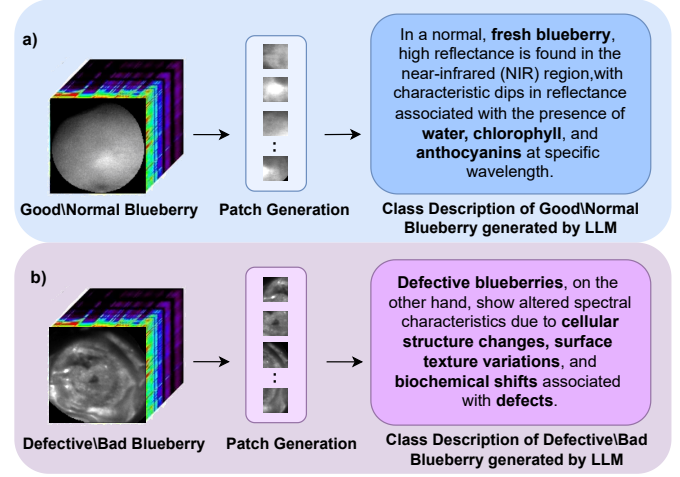 a)
In a normal, fresh blueberry,
high reflectance is found in the
near-infrared (NIR) region,with
characteristic dips in reflectance
associated with the presence of
water, chlorophyll, and
anthocyanins at specific
wavelength.
Good\Normal Blueberry
Patch Generation
Class Description of Good\Normal
Blueberry generated by LLM
b)
Defective blueberries, on the
other hand, show altered spectral
characteristics due to cellular
structure changes, surface
texture variations, and
biochemical shifts associated
with defects.
Defective\Bad Blueberry
Patch Generation
Class Description of Defective\Bad
Blueberry generated by LLM